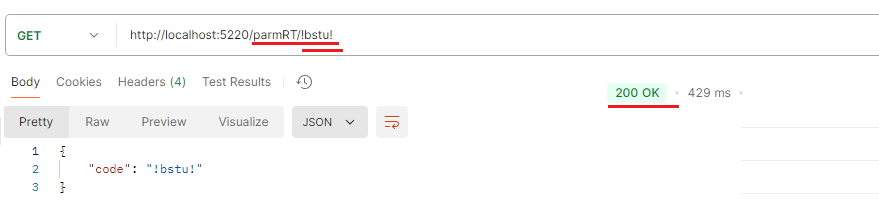 GET http://localhost:5220/parmRT/!bstu!
Body Cookies Headers (4) Test Results 200 OK 429 ms
Pretty Raw Preview Visualize JSON
1 {
2 "code": "!bstu!"
3 }